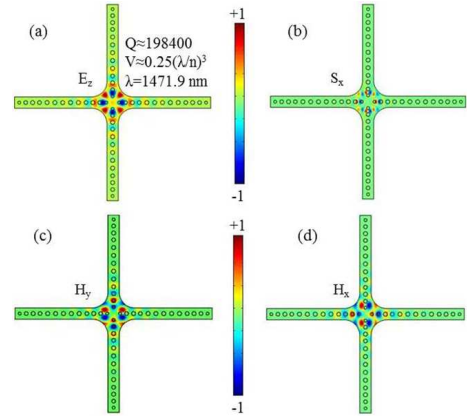 (a)
Q≈198400
V≈0.25(λ/n)³
λ=1471.9 nm
E_z
+1
-1
(b)
S_x
(c)
H_y
+1
-1
(d)
H_x